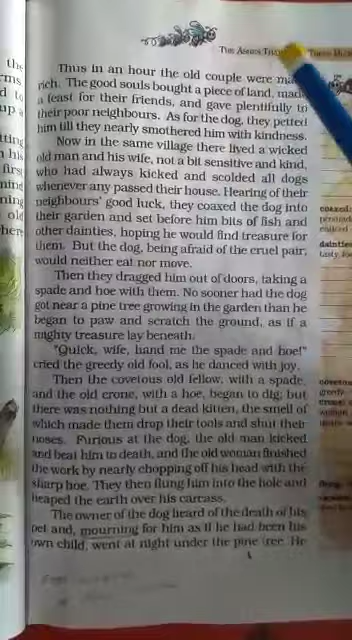 THE ASHES THAT
Thus in an hour the old couple were
rich. The good souls bought a piece of land, made
a feast for their friends, and gave plentifully to
their poor neighbours. As for the dog, they petted
him till they nearly smothered him with kindness.
Now in the same village there lived a wicked
old man and his wife, not a bit sensitive and kind,
who had always kicked and scolded all dogs
whenever any passed their house. Hearing of their
neighbours' good luck, they coaxed the dog into
their garden and set before him bits of fish and
other dainties, hoping he would find treasure for
them. But the dog, being afraid of the cruel pair,
would neither eat nor move.
Then they dragged him out of doors, taking a
spade and hoe with them. No sooner had the dog
got near a pine tree growing in the garden than he
began to paw and scratch the ground, as if a
mighty treasure lay beneath.
"Quick, wife, hand me the spade and hoe!"
cried the greedy old fool, as he danced with joy.
Then the covetous old fellow, with a spade,
and the old crone, with a hoe, began to dig; but
there was nothing but a dead kitten, the smell of
which made them drop their tools and shut their
noses. Furious at the dog, the old man kicked
and beat him to death, and the old woman finished
the work by nearly chopping off his head with the
sharp hoe. They then flung him into the hole and
heaped the earth over his carcass.
The owner of the dog heard of the death of his
pet and, mourning for him as if he had been his
own child, went at night under the pine tree. He
the
to
up a
his
first
old
coaxed:
dainties
tasty
greedy